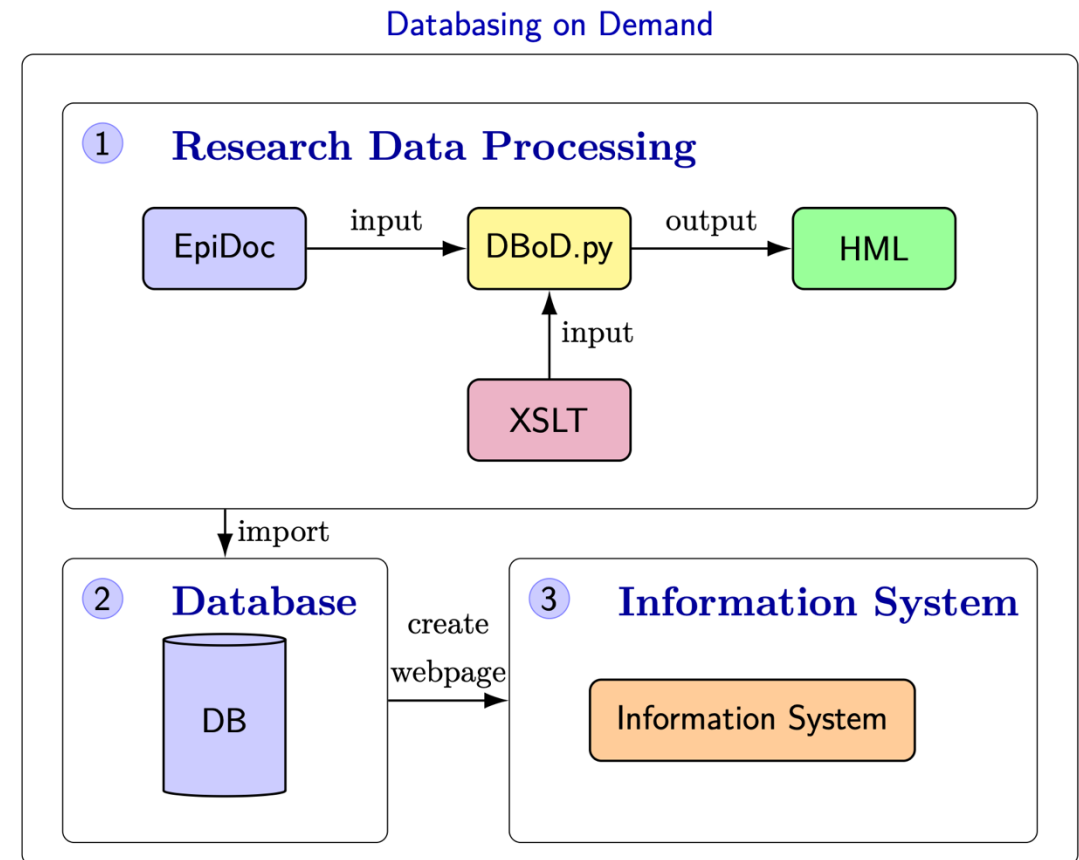 Databasing on Demand
1 Research Data Processing
input
output
EpiDoc
DBoD.py
HML
input
XSLT
import
2 Database
3 Information System
create
webpage
DB
Information System